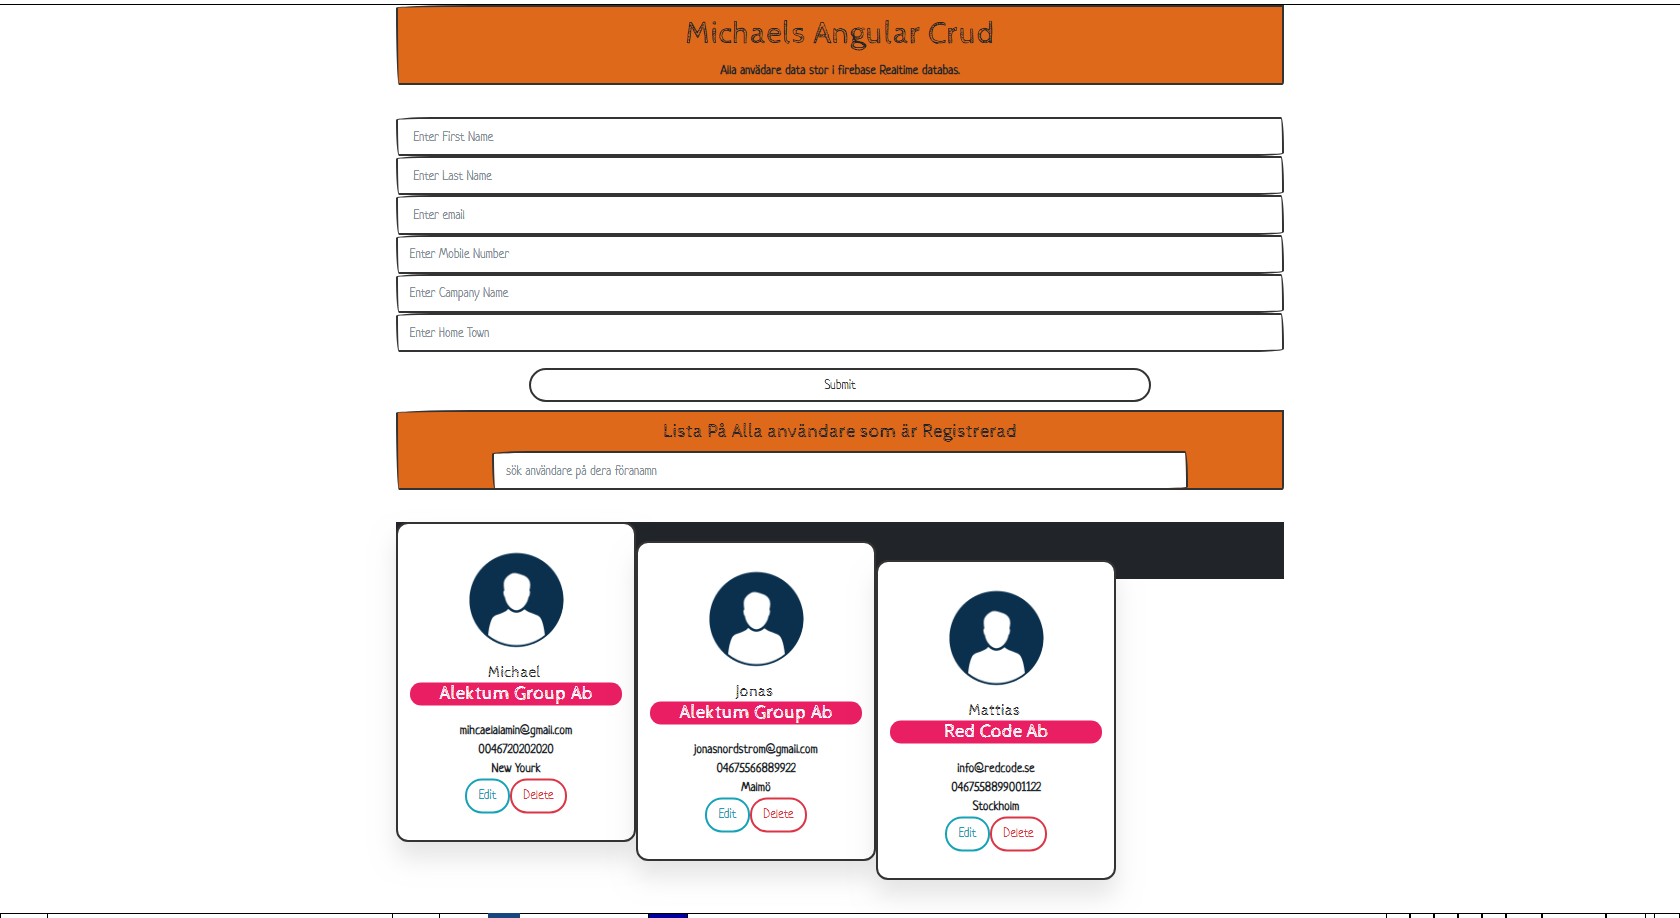 Michaels Angular Crud
Alla anvädare data stor i firebase Realtime databas.
Enter First Name
Enter Last Name
Enter email
Enter Mobile Number
Enter Company Name
Enter Home Town
Submit
Lista På Alla användare som är Registrerad
sök användare på dera föranamn
Michael
Alektum Group Ab
mihcaelalamin@gmail.com
0046720202020
New Yourk
Edit Delete
Jonas
Alektum Group Ab
jonasnordstrom@gmail.com
04675566889922
Malmö
Edit Delete
Mattias
Red Code Ab
info@redcode.se
0467558899001122
Stockholm
Edit Delete